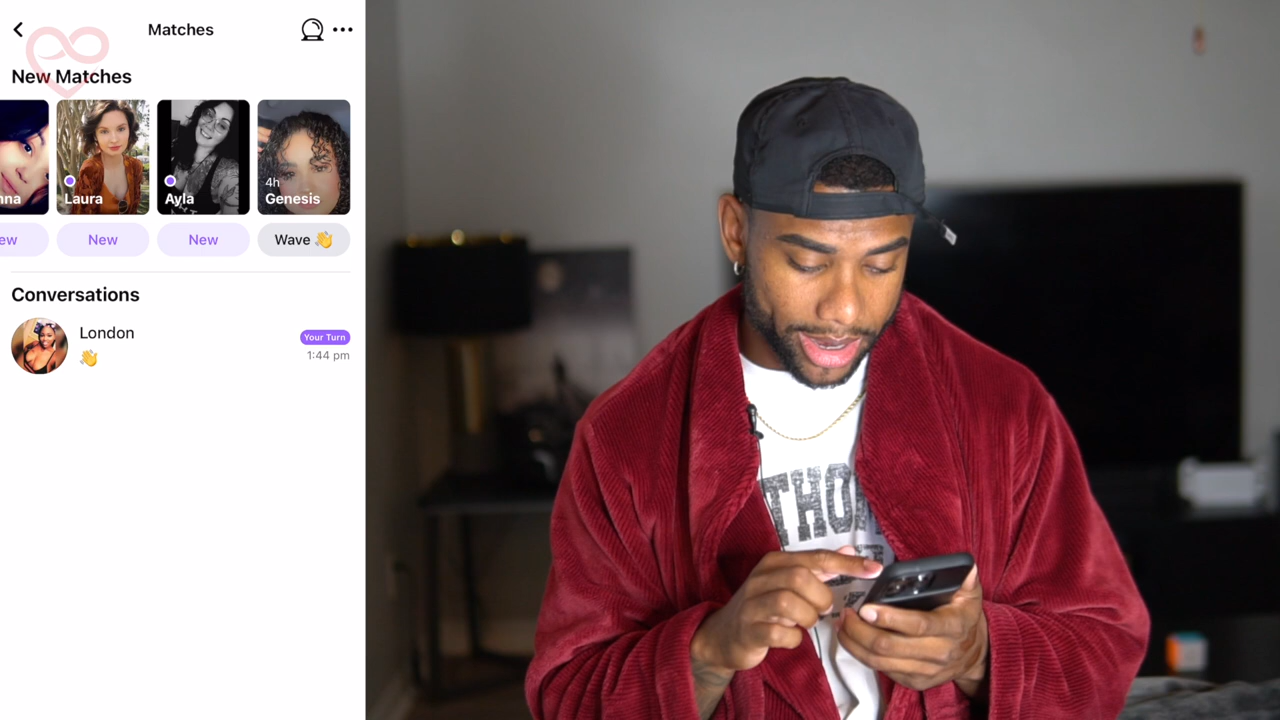 Matches
New Matches
nna
Laura
Ayla
4h
Genesis
ew
New
New
Wave 👋
Conversations
London
👋
Your Turn
1:44 pm
THON